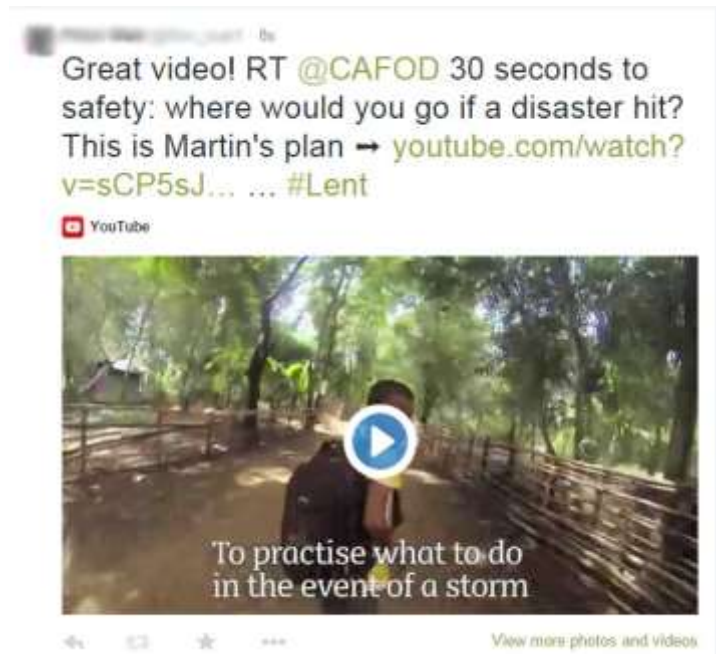 8s
Great video! RT @CAFOD 30 seconds to
safety: where would you go if a disaster hit?
This is Martin's plan ➙ youtube.com/watch?
v=sCP5sJ... ... #Lent
YouTube
To practise what to do
in the event of a storm
View more photos and videos